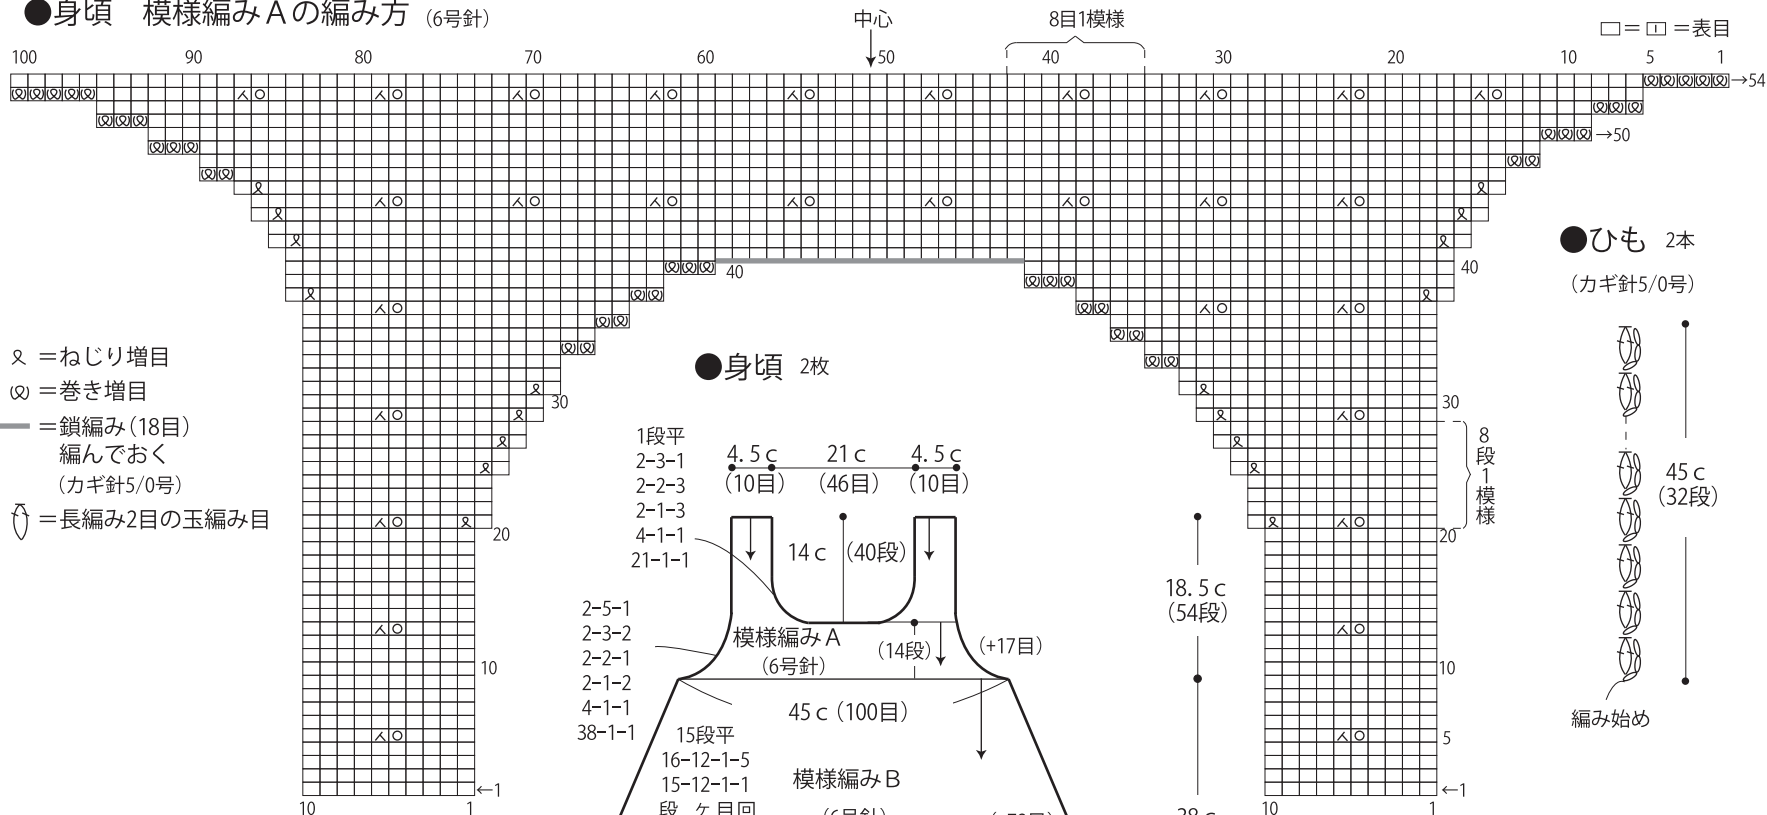 ●身頃　模様編みAの編み方（6号針）
中心
8目1模様
□=▢=表目
100 90 80 70 60 50 40 30 20 10 5 1
→54
→50
40
40
30
30
20
20
10
10
5
←1
←1
10 1
10 1
8段1模様
=ねじり増目
=巻き増目
=鎖編み（18目）
編んでおく
（カギ針5/0号）
=長編み2目の玉編み目
●身頃 2枚
1段平
2−3−1
2−2−3
2−1−3
4−1−1
21−1−1
4.5c 21c 4.5c
（10目）（46目）（10目）
14c（40段）
2−5−1
2−3−2
2−2−1
2−1−2
4−1−1
38−1−1
模様編みA
（6号針）
（14段）
（+17目）
18.5c
（54段）
45c（100目）
15段平
16−12−1−5
15−12−1−1
段 ヶ目回
模様編みB
●ひも 2本
（カギ針5/0号）
45c
（32段）
編み始め